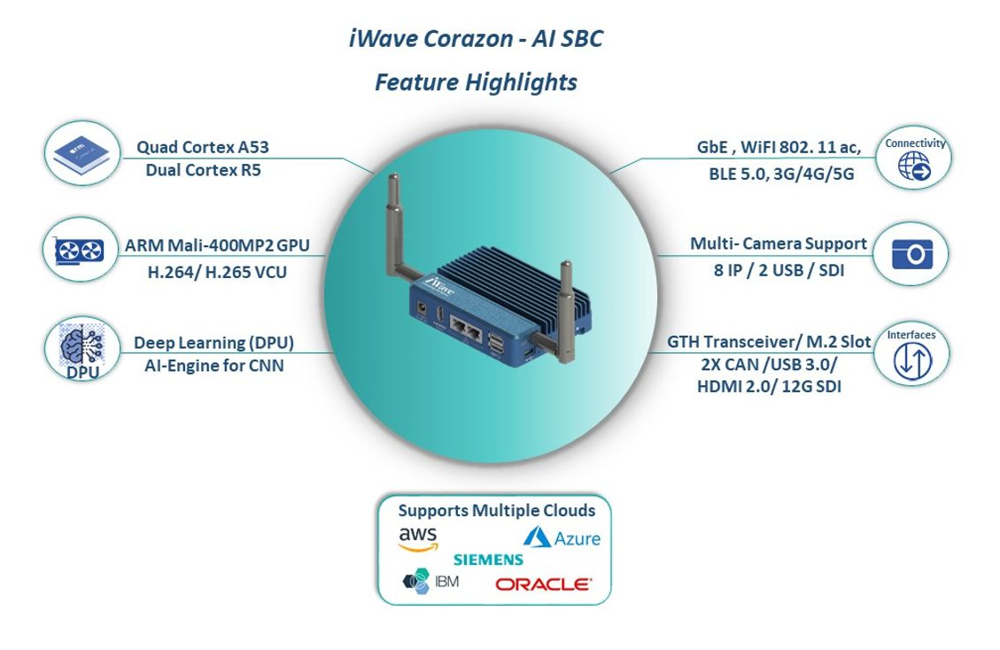 iWave Corazon - AI SBC
Feature Highlights
arm
Quad Cortex A53
Dual Cortex R5
ARM Mali-400MP2 GPU
H.264/ H.265 VCU
DPU
Deep Learning (DPU)
AI-Engine for CNN
iWave
GbE , WiFI 802. 11 ac,
BLE 5.0, 3G/4G/5G
Connectivity
Multi- Camera Support
8 IP / 2 USB / SDI
GTH Transceiver/ M.2 Slot
2X CAN /USB 3.0/
HDMI 2.0/ 12G SDI
Interfaces
Supports Multiple Clouds
aws
Azure
SIEMENS
IBM
ORACLE